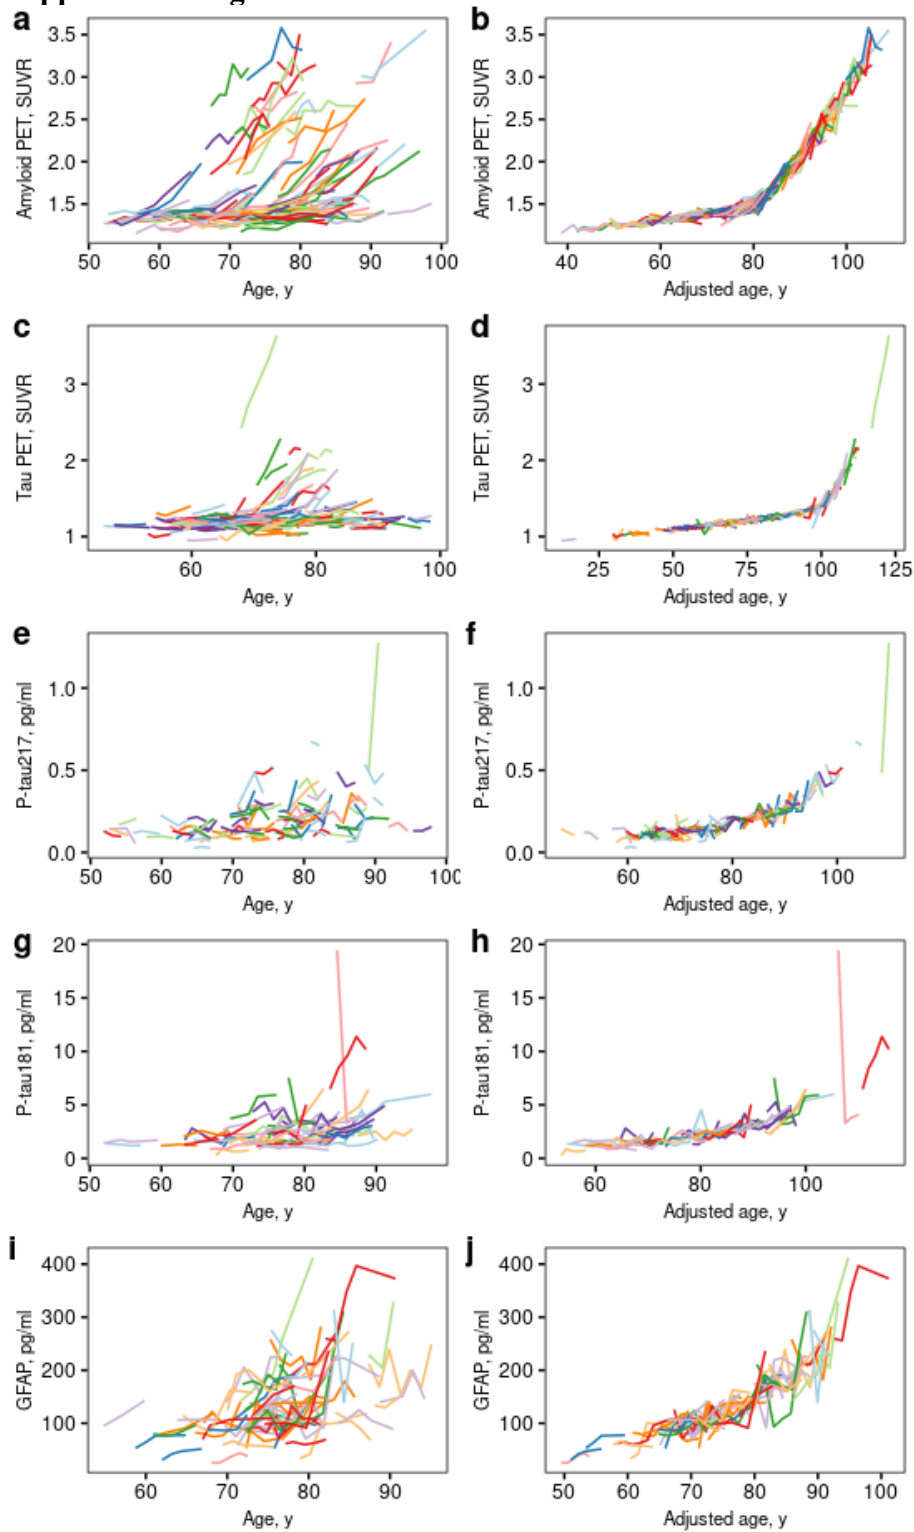 a b
Amyloid PET, SUVR
3.5
3.0
2.5
2.0
1.5
50 60 70 80 90 100
Age, y
Amyloid PET, SUVR
3.5
3.0
2.5
2.0
1.5
40 60 80 100
Adjusted age, y
c d
Tau PET, SUVR
3
2
1
60 80 100
Age, y
Tau PET, SUVR
3
2
1
25 50 75 100 125
Adjusted age, y
e f
P-tau217, pg/ml
1.0
0.5
0.0
50 60 70 80 90 100
Age, y
P-tau217, pg/ml
1.0
0.5
0.0
60 80 100
Adjusted age, y
g h
P-tau181, pg/ml
20
15
10
5
0
50 60 70 80 90
Age, y
P-tau181, pg/ml
20
15
10
5
0
60 80 100
Adjusted age, y
i j
GFAP, pg/ml
400
300
200
100
60 70 80 90
Age, y
GFAP, pg/ml
400
300
200
100
50 60 70 80 90 100
Adjusted age, y